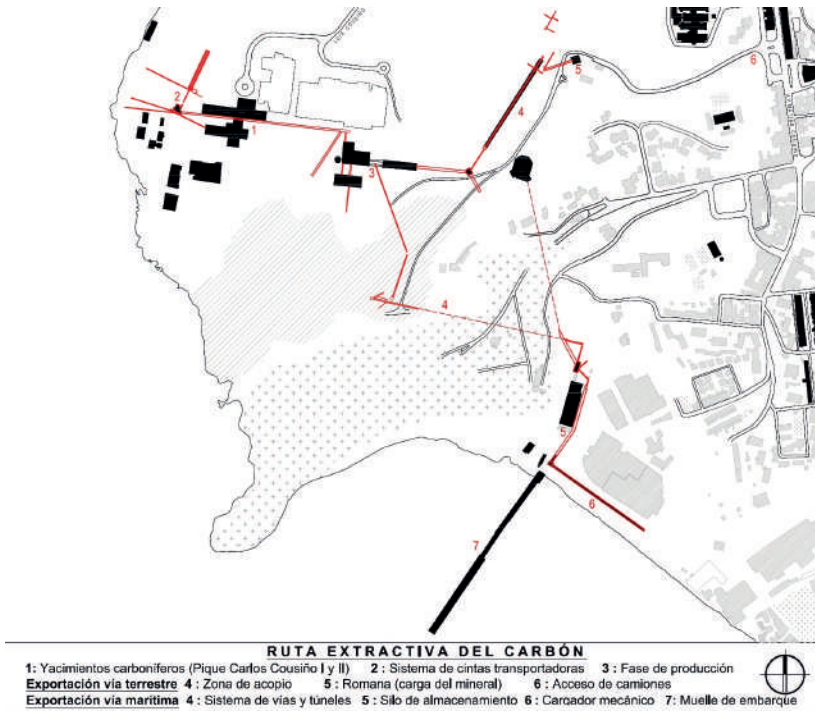 2
1
3
4
5
6
4
5
6
7
RUTA EXTRACTIVA DEL CARBÓN
1: Yacimientos carboníferos (Pique Carlos Cousiño I y II) 2 : Sistema de cintas transportadoras 3 : Fase de producción
Exportación vía terrestre 4 : Zona de acopio 5 : Romana (carga del mineral) 6 : Acceso de camiones
Exportación vía marítima 4 : Sistema de vías y túneles 5 : Silo de almacenamiento 6 : Cargador mecánico 7: Muelle de embarque